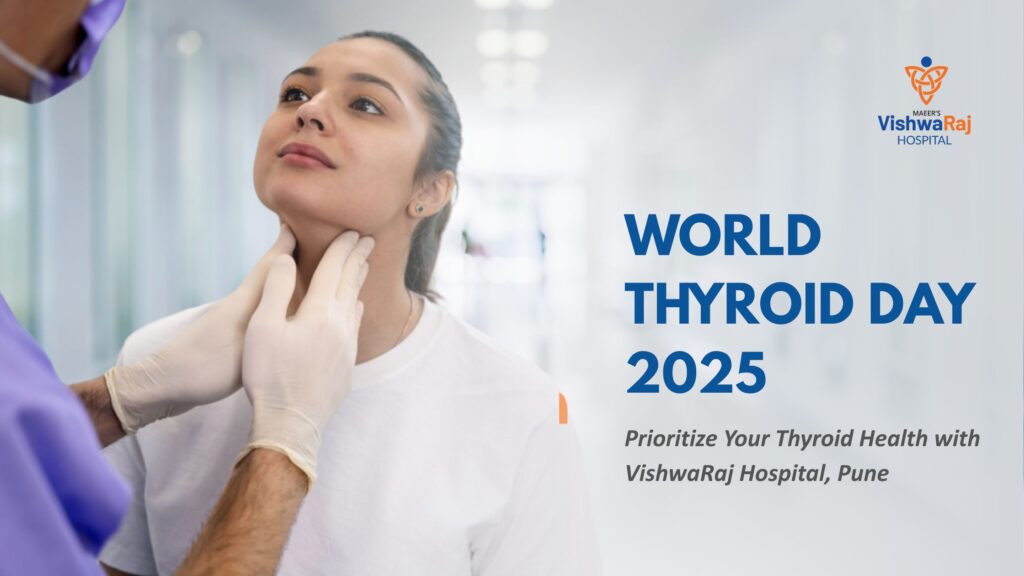 MAEER'S
VishwaRaj
HOSPITAL
WORLD
THYROID DAY
2025
Prioritize Your Thyroid Health with
VishwaRaj Hospital, Pune